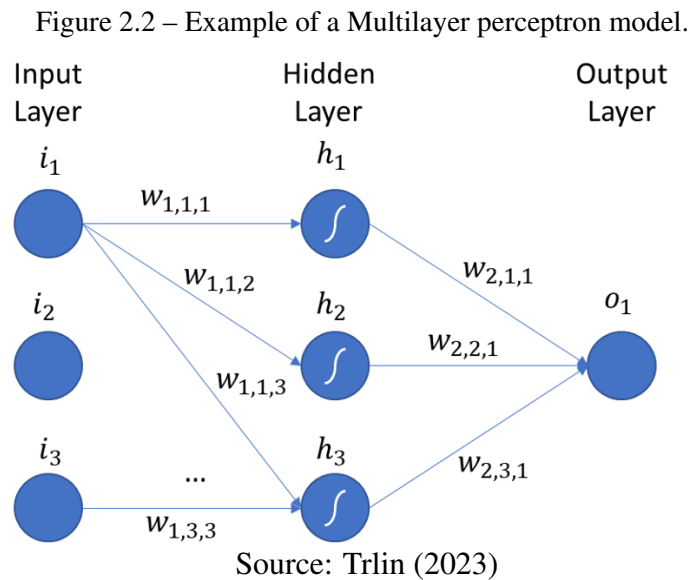 Figure 2.2 – Example of a Multilayer perceptron model.
Input Layer
Hidden Layer
Output Layer
i₁
h₁
w₁,₁,₁
w₁,₁,₂
w₂,₁,₁
i₂
h₂
o₁
w₂,₂,₁
w₁,₁,₃
i₃
...
h₃
w₂,₃,₁
w₁,₃,₃
Source: Trlin (2023)